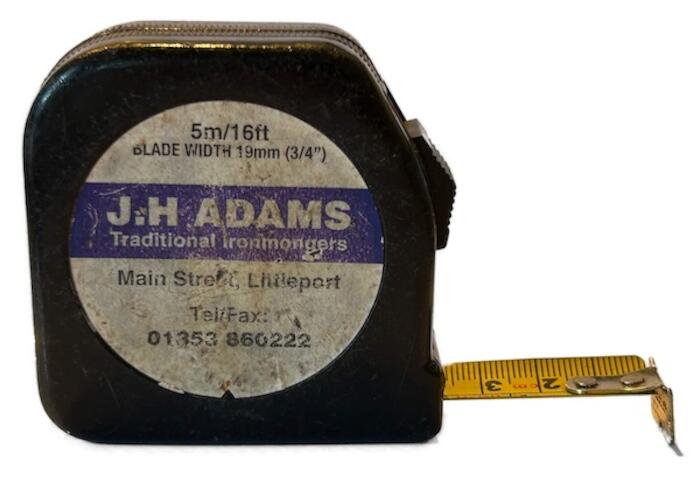 5m/16ft
BLADE WIDTH 19mm (3/4")
J.H ADAMS
Traditional Ironmongers
Main Street, Littleport
Tel/Fax:
01353 860222
3 cm 2